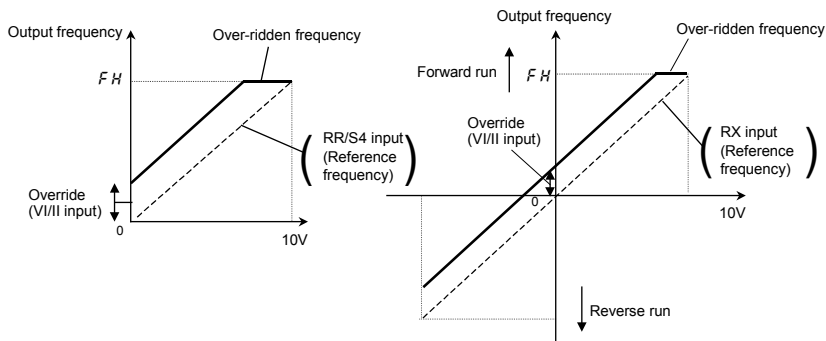 Output frequency
Over-ridden frequency
FH
RR/S4 input
(Reference
frequency)
Override
(VI/II input)
0
10V
Output frequency
Over-ridden frequency
Forward run
FH
Override
(VI/II input)
RX input
(Reference
frequency)
0
10V
Reverse run